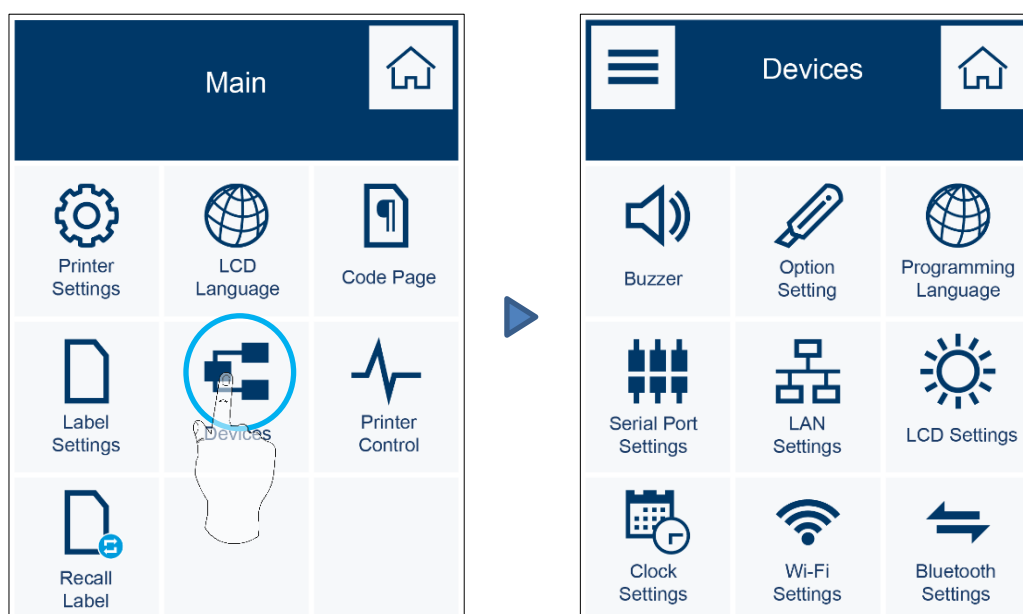 Main
Printer
Settings
LCD
Language
Code Page
Label
Settings
Devices
Printer
Control
Recall
Label
Devices
Buzzer
Option
Setting
Programming
Language
Serial Port
Settings
LAN
Settings
LCD Settings
Clock
Settings
Wi-Fi
Settings
Bluetooth
Settings